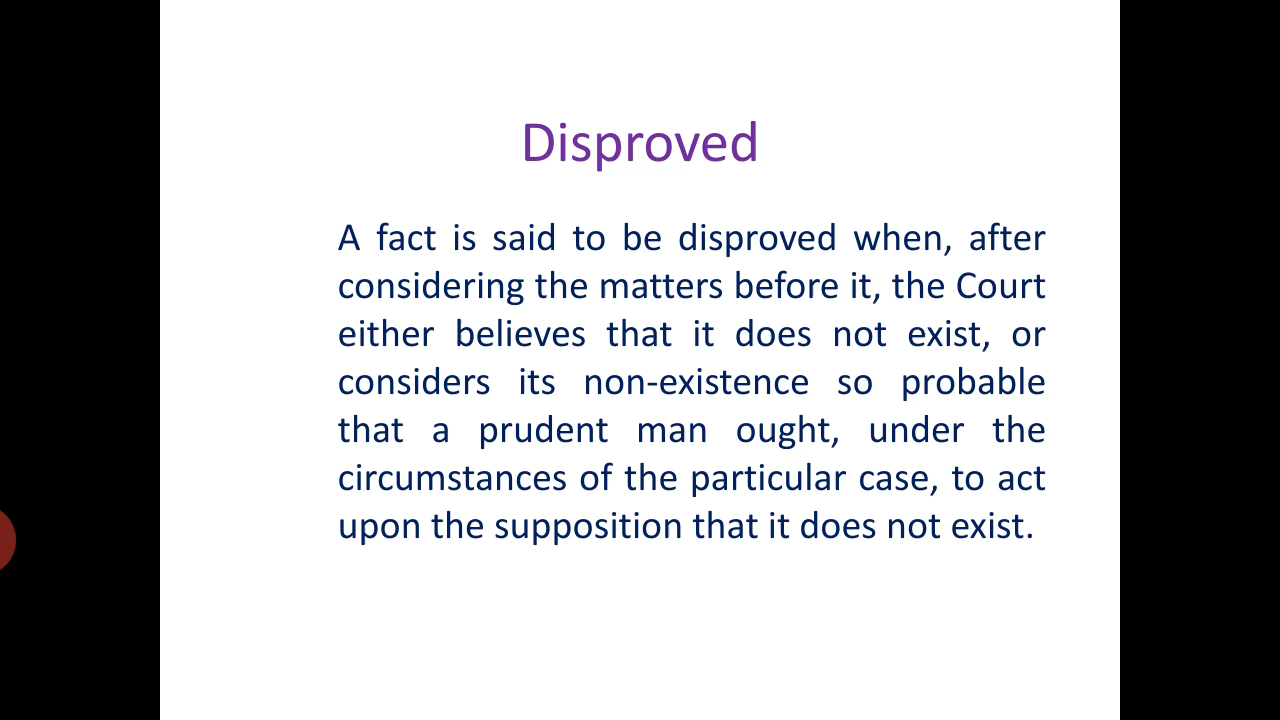 Disproved
A fact is said to be disproved when, after
considering the matters before it, the Court
either believes that it does not exist, or
considers its non-existence so probable
that a prudent man ought, under the
circumstances of the particular case, to act
upon the supposition that it does not exist.